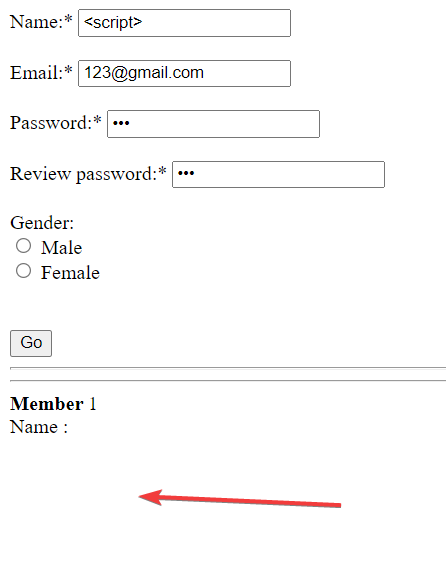 Name:* <script>
Email:* 123@gmail.com
Password:* •••
Review password:* •••
Gender:
Male
Female
Go
Member 1
Name :